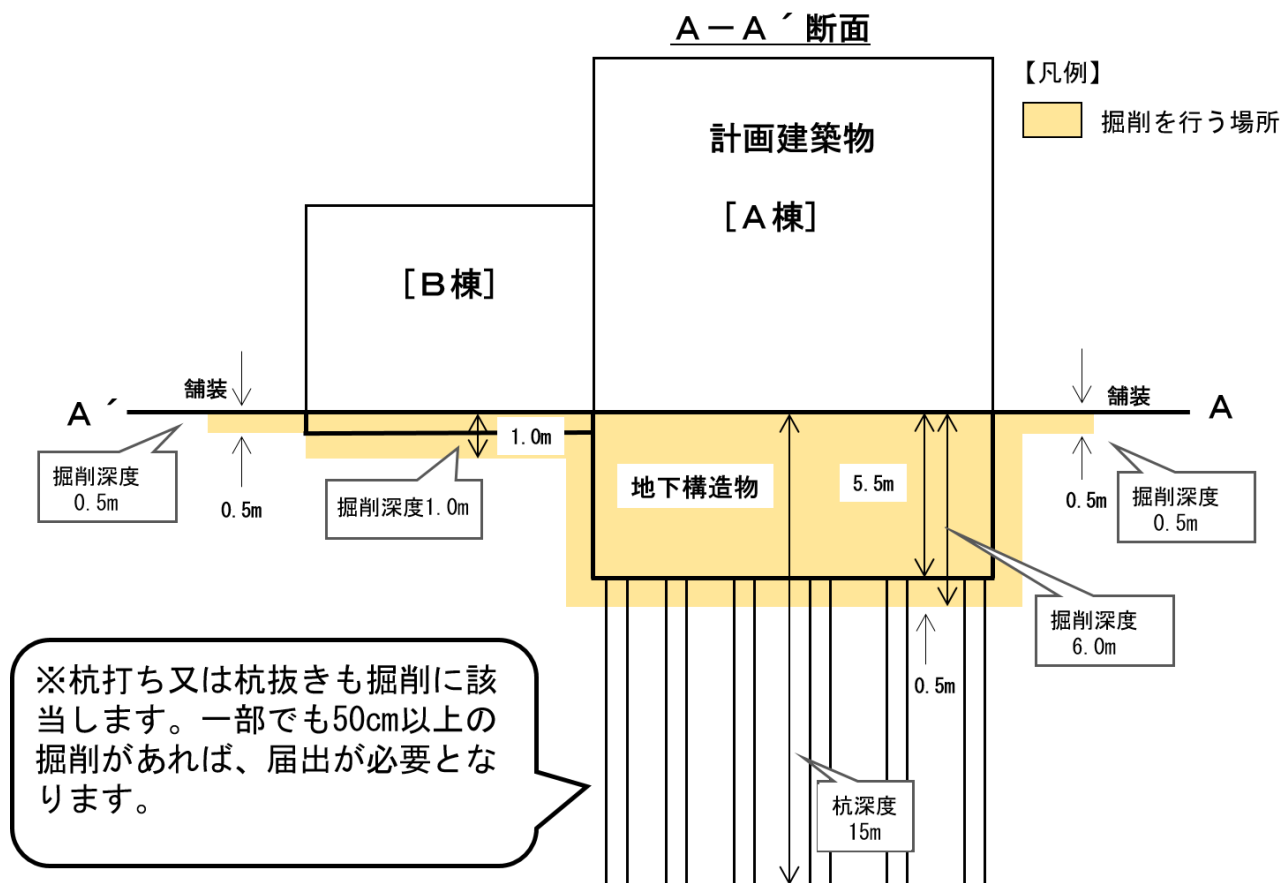 A－A´断面
【凡例】
掘削を行う場所
計画建築物
[A棟]
[B棟]
舗装
舗装
A´
A
1.0m
掘削深度
0.5m
0.5m
掘削深度1.0m
地下構造物
5.5m
0.5m
掘削深度
0.5m
掘削深度
6.0m
0.5m
※杭打ち又は杭抜きも掘削に該
当します。一部でも50cm以上の
掘削があれば、届出が必要とな
ります。
杭深度
15m